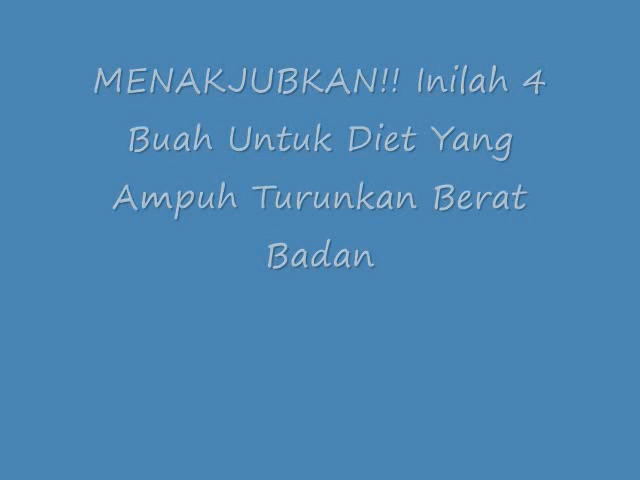 MENAKJUBKAN!! Inilah 4
Buah Untuk Diet Yang
Ampuh Turunkan Berat
Badan